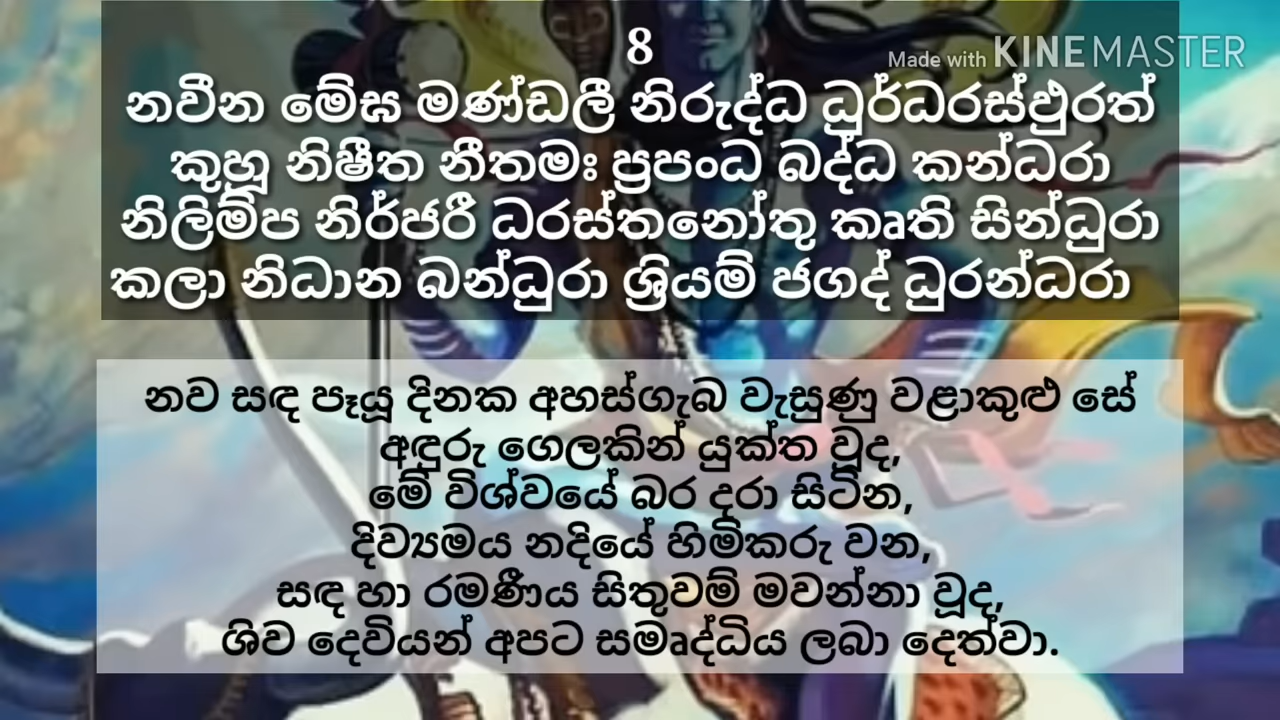 8
Made with KINEMASTER
නවීන මේඝ මණ්ඩලී නිරුද්ධ ධුර්ධරස්ඵුරත්
කුහූ නිෂීත නීතමඃ ප්‍රපංධ බද්ධ කන්ධරා
නිලිම්ප නිර්ජරී ධරස්තනෝතු කෘති සින්ධුරා
කලා නිධාන බන්ධුරා ශ්‍රියම් ජගද් ධුරන්ධරා
නව සඳ පෑයූ දිනක අහස්ගැබ වැසුණු වළාකුළු සේ
අඳුරු ගෙලකින් යුක්ත වූද,
මේ විශ්වයේ බර දරා සිටින,
දිව්‍යමය නදියේ හිමිකරු වන,
සඳ හා රමණීය සිතුවම් මවන්නා වූද,
ශිව දෙවියන් අපට සමෘද්ධිය ලබා දෙත්වා.